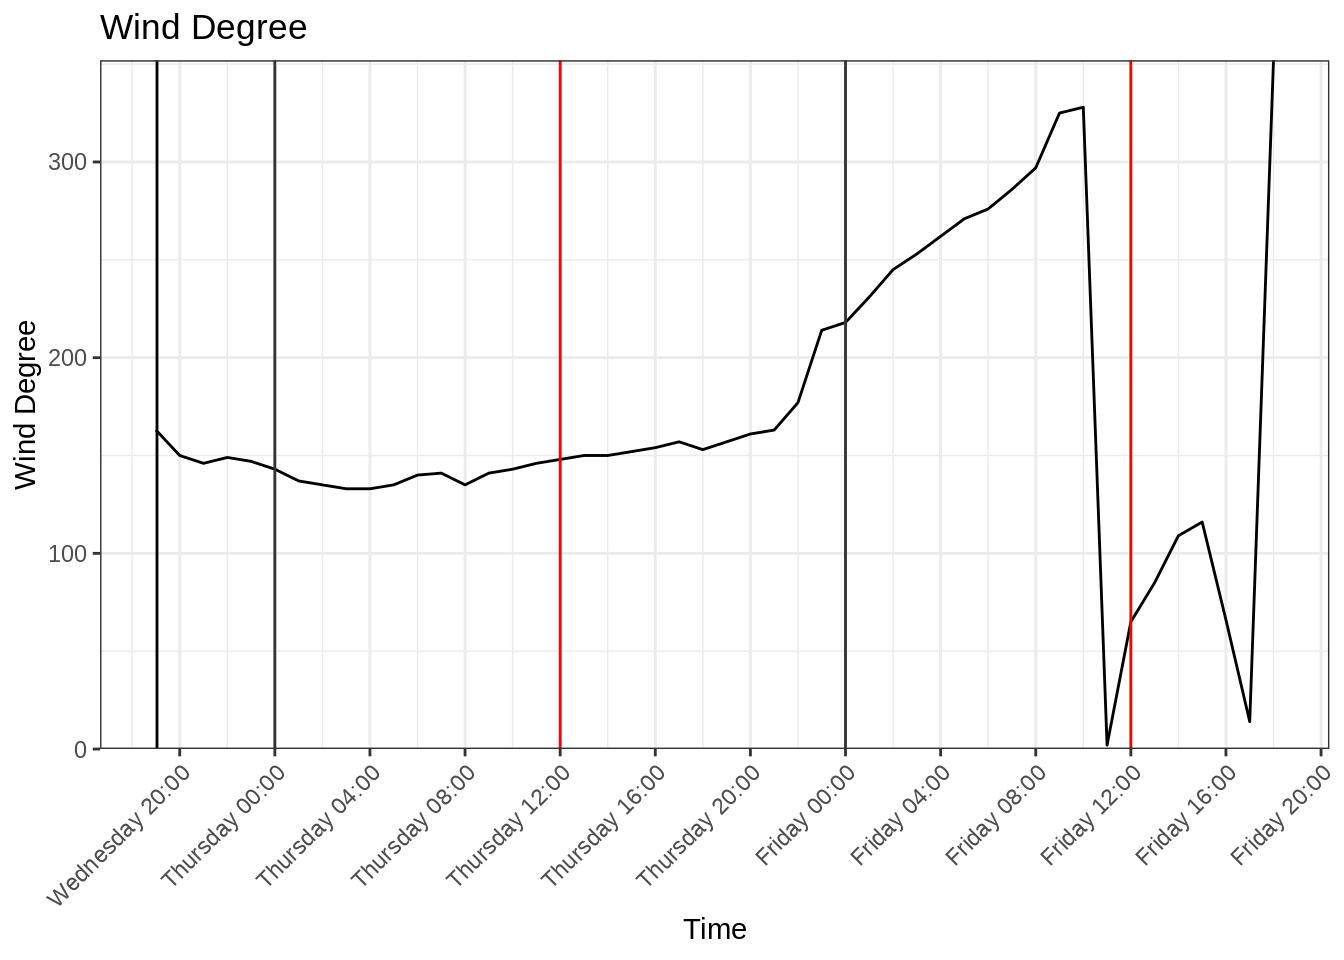 Wind Degree
Wind Degree
300
200
100
0
Wednesday 20:00
Thursday 00:00
Thursday 04:00
Thursday 08:00
Thursday 12:00
Thursday 16:00
Thursday 20:00
Friday 00:00
Friday 04:00
Friday 08:00
Friday 12:00
Friday 16:00
Friday 20:00
Time